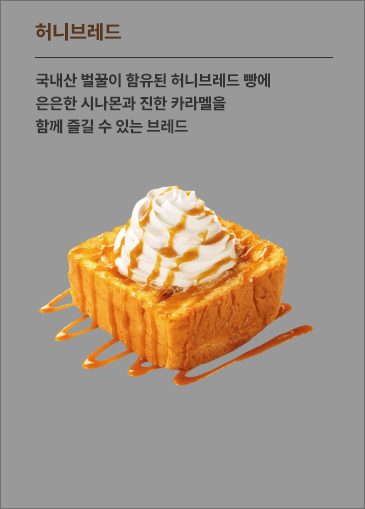 허니브레드
국내산 벌꿀이 함유된 허니브레드 빵에
은은한 시나몬과 진한 카라멜을
함께 즐길 수 있는 브레드